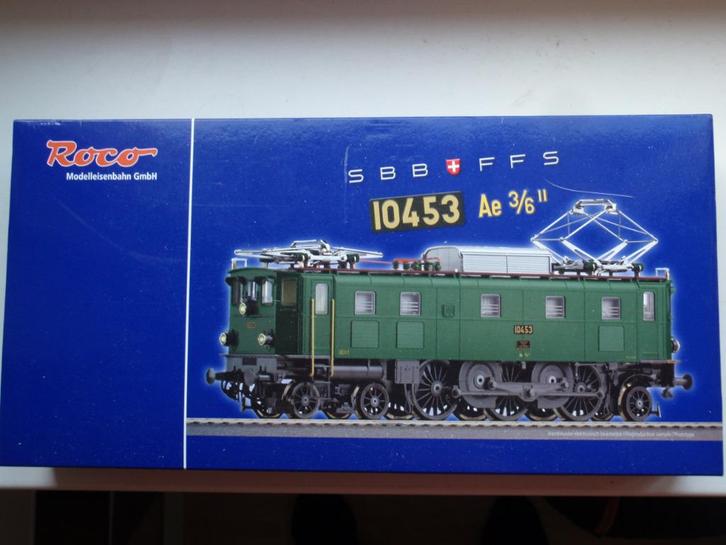 Roco
Modelleisenbahn GmbH
SBB FFS
10453 Ae 3/6 II
10453